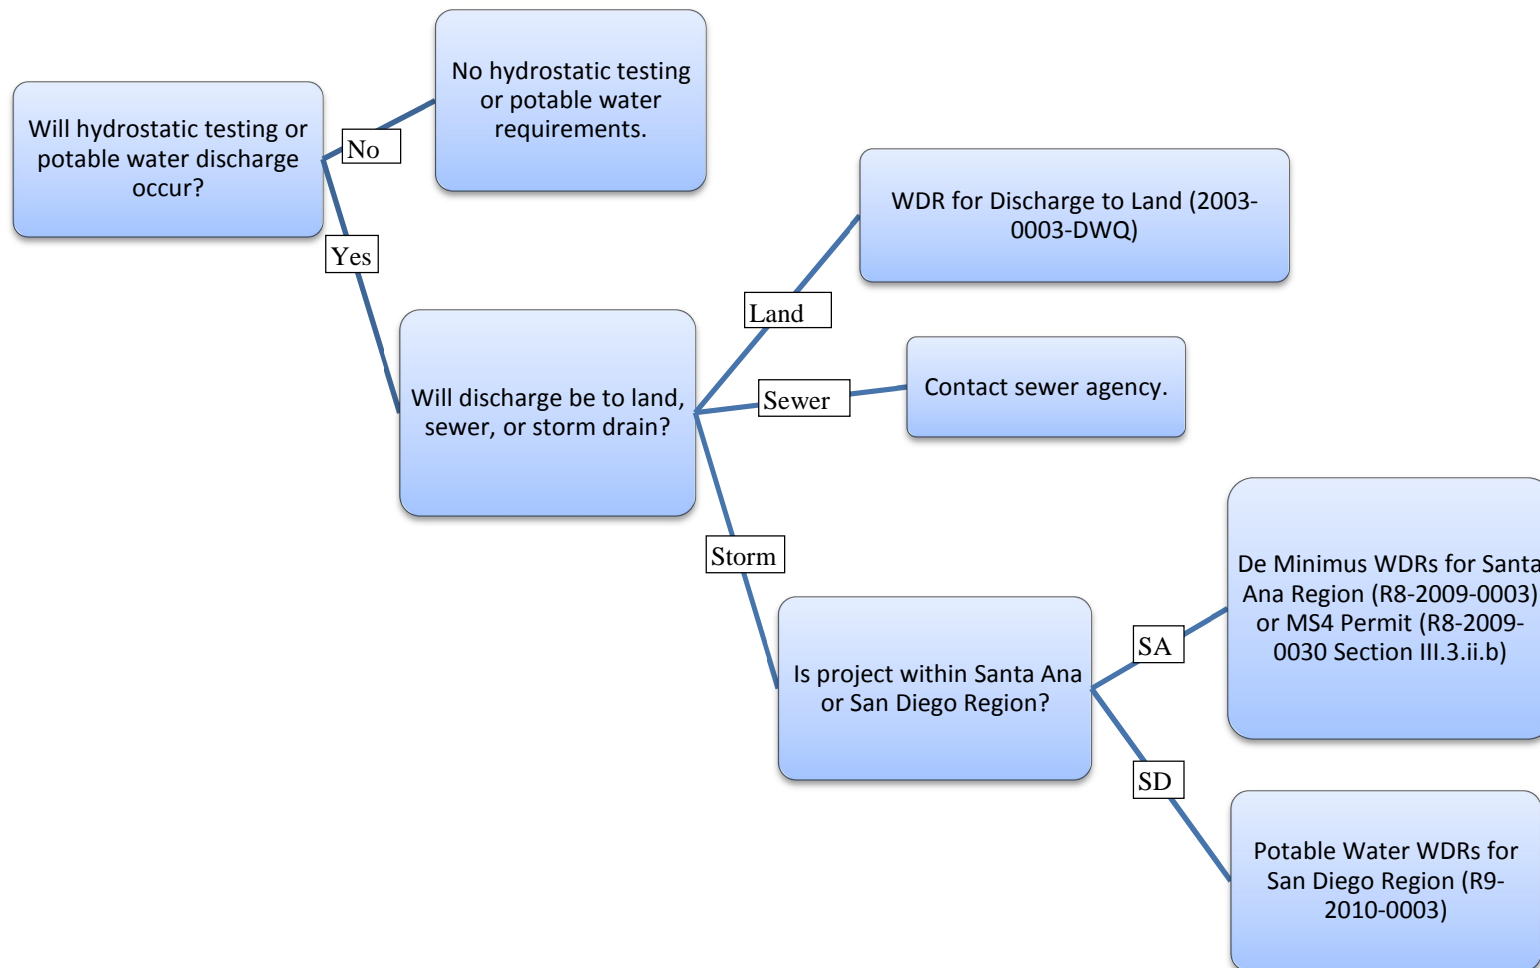 Will hydrostatic testing or
potable water discharge
occur?
No
No hydrostatic testing
or potable water
requirements.
Yes
Will discharge be to land,
sewer, or storm drain?
Land
WDR for Discharge to Land (2003-
0003-DWQ)
Sewer
Contact sewer agency.
Storm
Is project within Santa Ana
or San Diego Region?
SA
De Minimus WDRs for Santa
Ana Region (R8-2009-0003)
or MS4 Permit (R8-2009-
0030 Section III.3.ii.b)
SD
Potable Water WDRs for
San Diego Region (R9-
2010-0003)